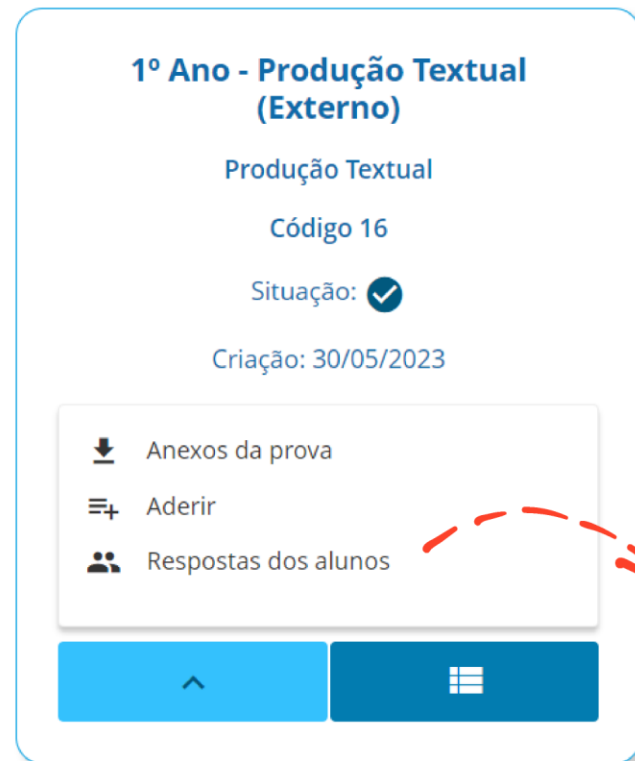 1º Ano - Produção Textual
(Externo)
Produção Textual
Código 16
Situação:
Criação: 30/05/2023
Anexos da prova
Aderir
Respostas dos alunos